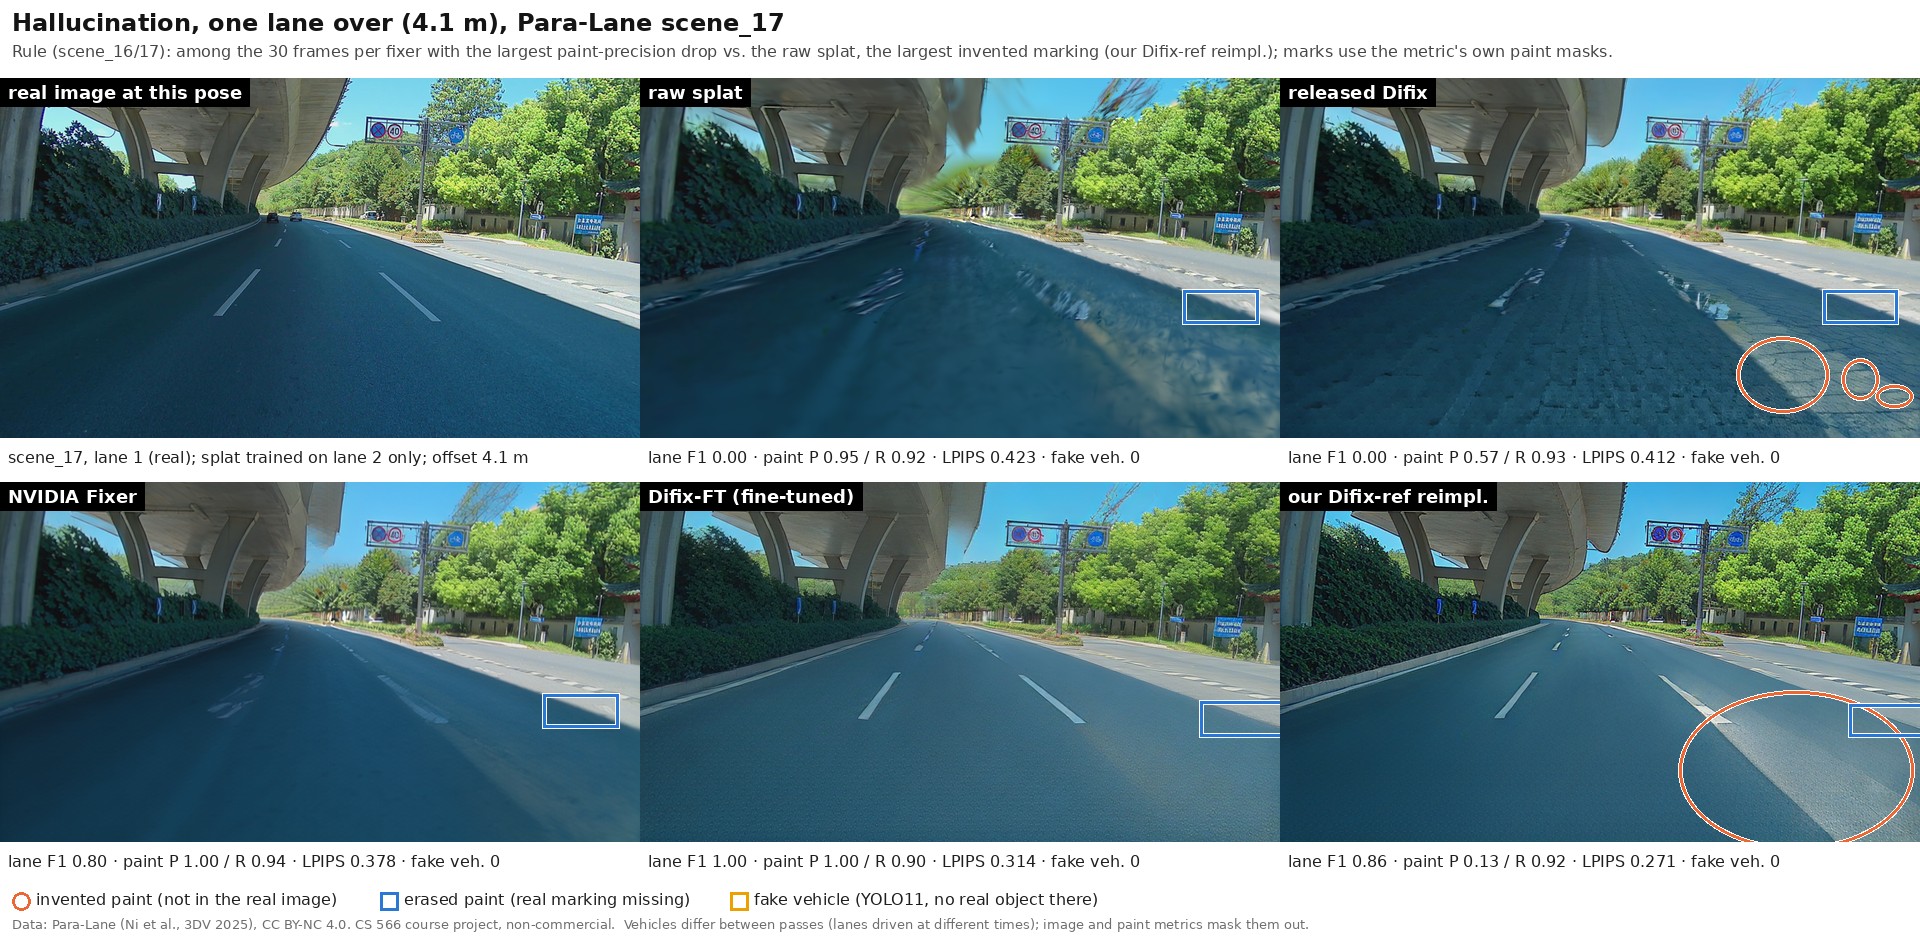 Hallucination, one lane over (4.1 m), Para-Lane scene_17
Rule (scene_16/17): among the 30 frames per fixer with the largest paint-precision drop vs. the raw splat, the largest invented marking (our Difix-ref reimpl.); marks use the metric's own paint masks.
real image at this pose
raw splat
released Difix
40
40
scene_17, lane 1 (real); splat trained on lane 2 only; offset 4.1 m
lane F1 0.00 · paint P 0.95 / R 0.92 · LPIPS 0.423 · fake veh. 0
lane F1 0.00 · paint P 0.57 / R 0.93 · LPIPS 0.412 · fake veh. 0
NVIDIA Fixer
Difix-FT (fine-tuned)
our Difix-ref reimpl.
40
lane F1 0.80 · paint P 1.00 / R 0.94 · LPIPS 0.378 · fake veh. 0
lane F1 1.00 · paint P 1.00 / R 0.90 · LPIPS 0.314 · fake veh. 0
lane F1 0.86 · paint P 0.13 / R 0.92 · LPIPS 0.271 · fake veh. 0
invented paint (not in the real image)
erased paint (real marking missing)
fake vehicle (YOLO11, no real object there)
Data: Para-Lane (Ni et al., 3DV 2025), CC BY-NC 4.0. CS 566 course project, non-commercial.  Vehicles differ between passes (lanes driven at different times); image and paint metrics mask them out.